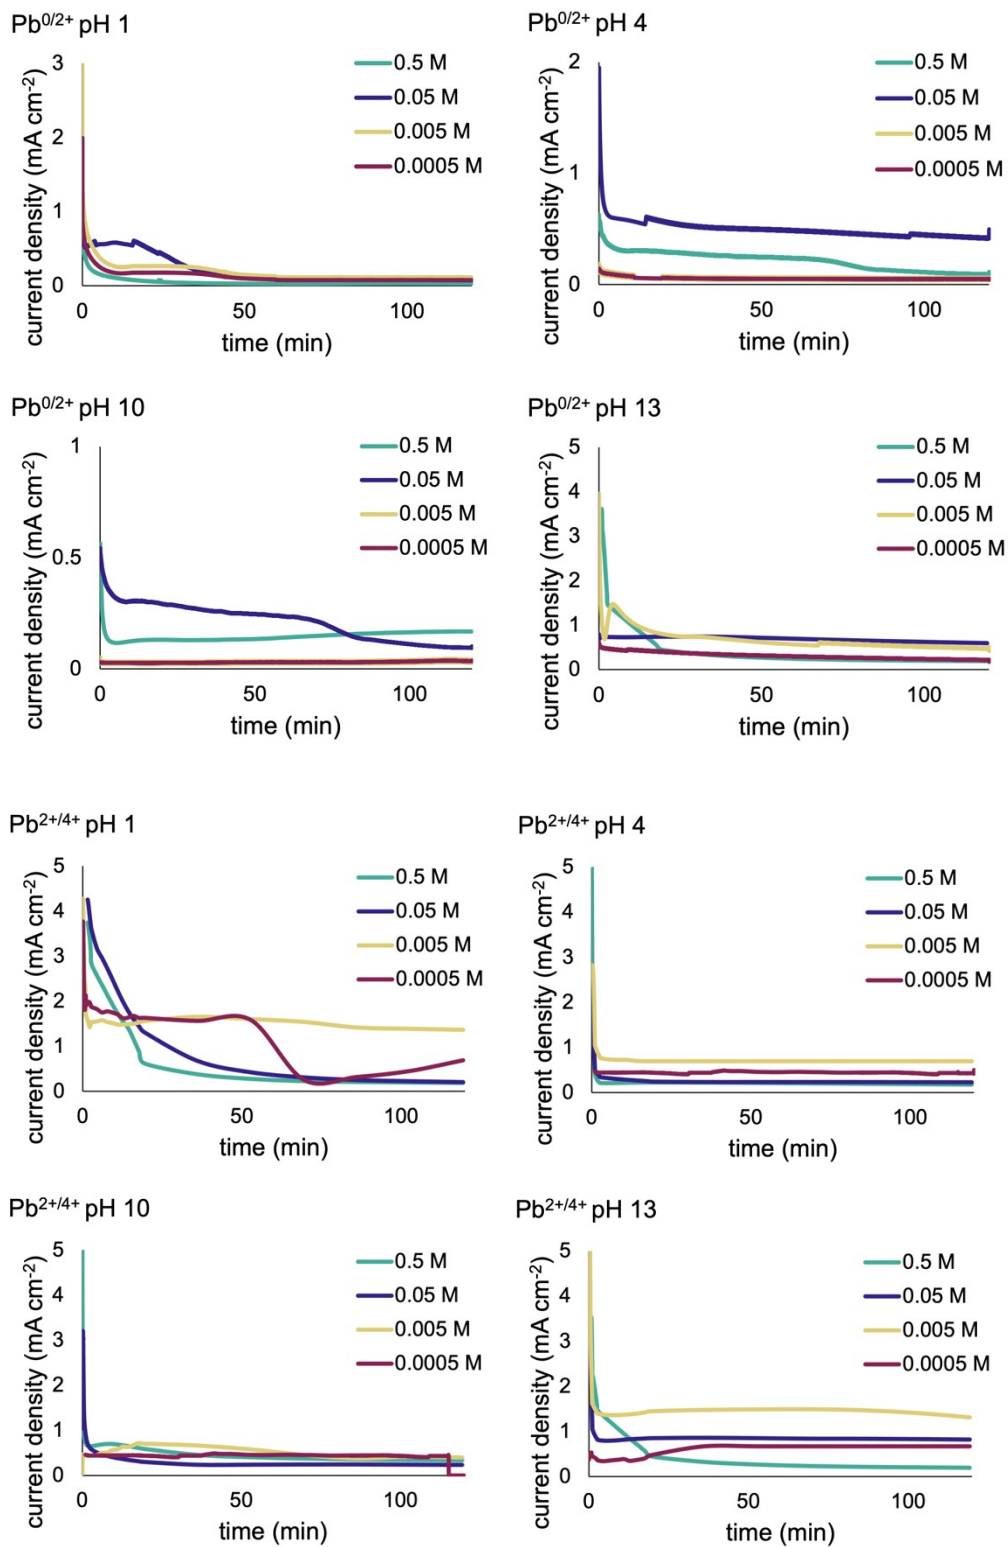 Pb0/2+ pH 1
current density (mA cm-2)
3
2
1
0
0.5 M
0.05 M
0.005 M
0.0005 M
0 50 100
time (min)
Pb0/2+ pH 4
current density (mA cm-2)
2
1
0
0.5 M
0.05 M
0.005 M
0.0005 M
0 50 100
time (min)
Pb0/2+ pH 10
current density (mA cm-2)
1
0.5
0
0.5 M
0.05 M
0.005 M
0.0005 M
0 50 100
time (min)
Pb0/2+ pH 13
current density (mA cm-2)
5
4
3
2
1
0
0.5 M
0.05 M
0.005 M
0.0005 M
0 50 100
time (min)
Pb2+/4+ pH 1
current density (mA cm-2)
5
4
3
2
1
0
0.5 M
0.05 M
0.005 M
0.0005 M
0 50 100
time (min)
Pb2+/4+ pH 4
current density (mA cm-2)
5
4
3
2
1
0
0.5 M
0.05 M
0.005 M
0.0005 M
0 50 100
time (min)
Pb2+/4+ pH 10
current density (mA cm-2)
5
4
3
2
1
0
0.5 M
0.05 M
0.005 M
0.0005 M
0 50 100
time (min)
Pb2+/4+ pH 13
current density (mA cm-2)
5
4
3
2
1
0
0.5 M
0.05 M
0.005 M
0.0005 M
0 50 100
time (min)